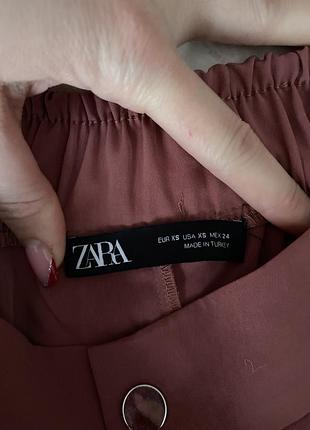 ZARA
EUR XS USA XS MEX 24
MADE IN TURKEY